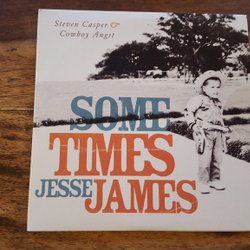 Steven Casper &
Cowboy Angst
SOME
TIMES
JESSE JAMES